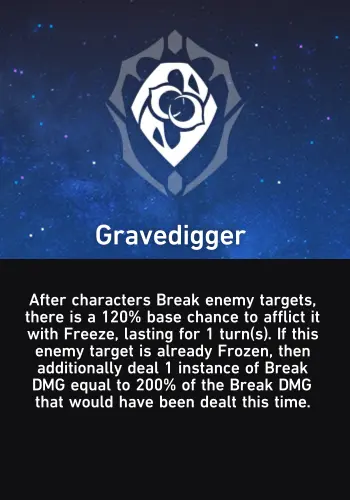 Gravedigger
After characters Break enemy targets,
there is a 120% base chance to afflict it
with Freeze, lasting for 1 turn(s). If this
enemy target is already Frozen, then
additionally deal 1 instance of Break
DMG equal to 200% of the Break DMG
that would have been dealt this time.